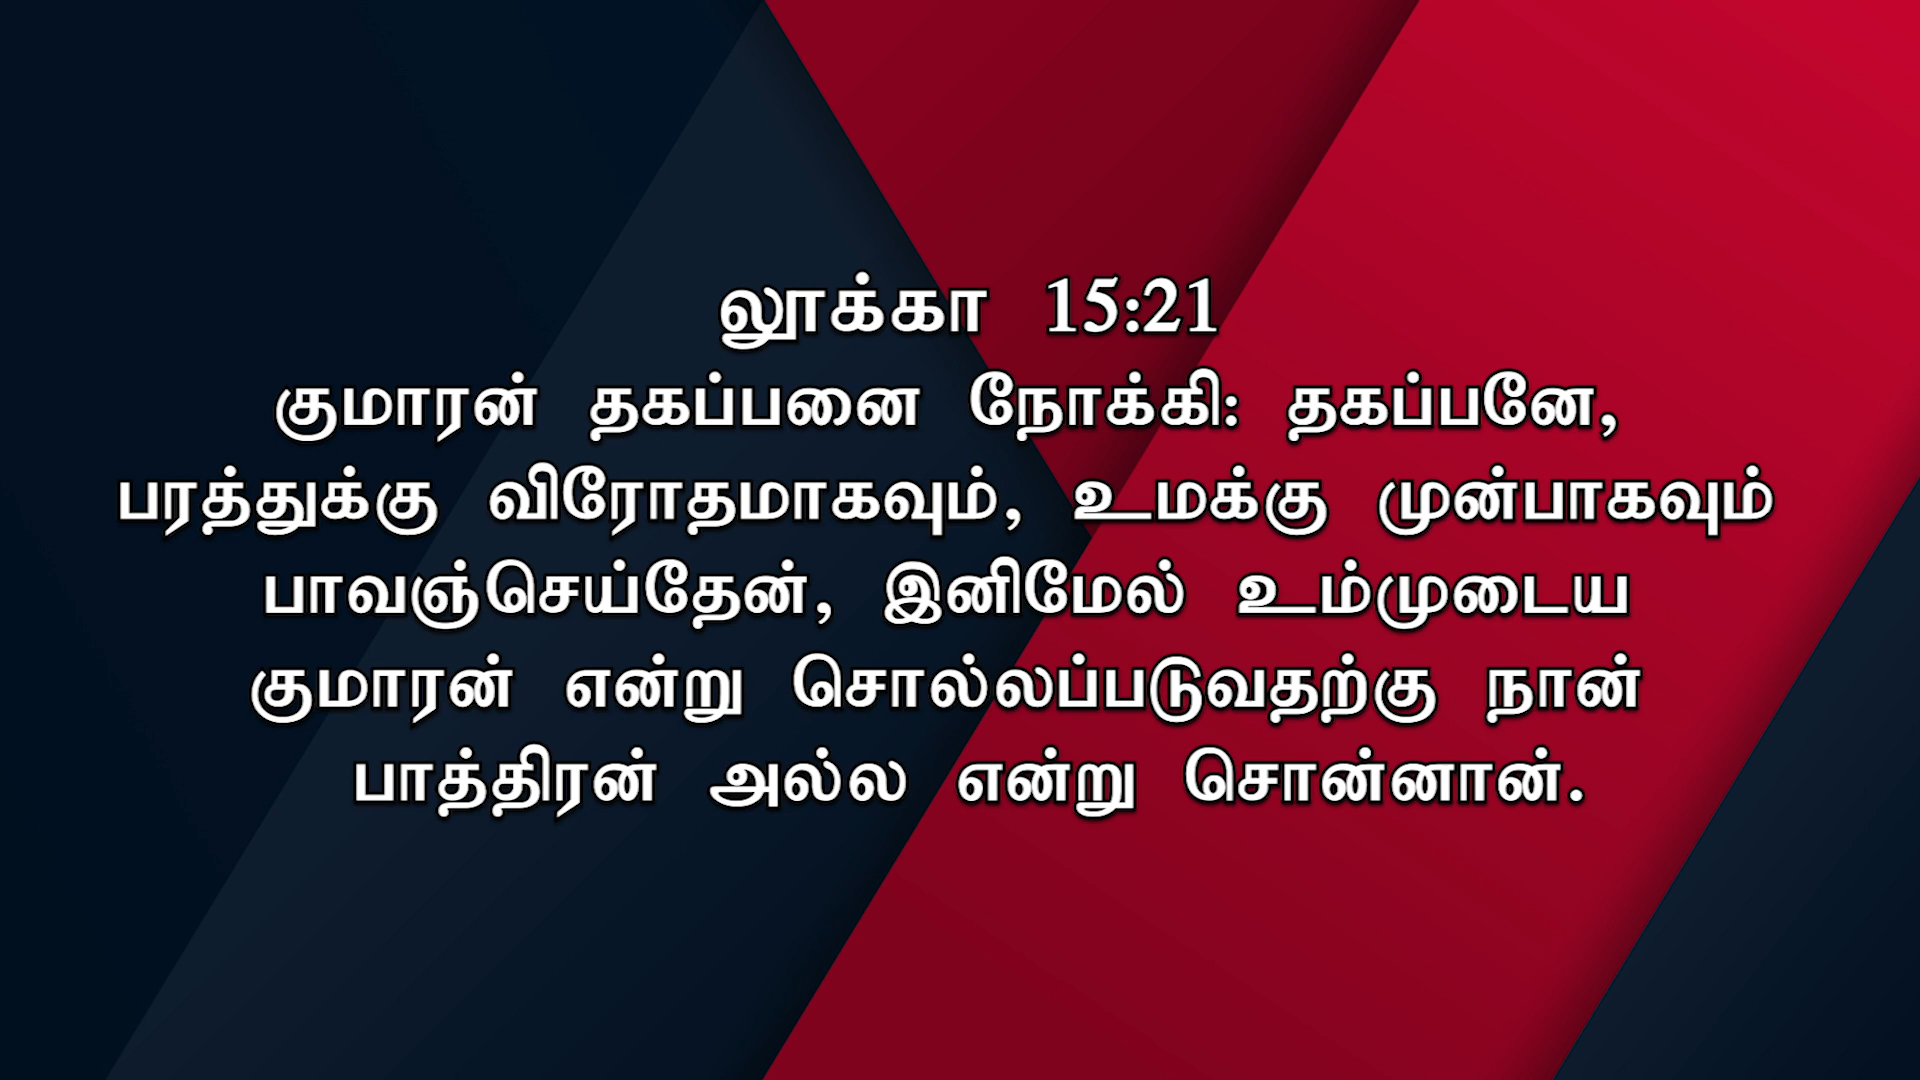 லூக்கா 15:21
குமாரன் தகப்பனை நோக்கி: தகப்பனே,
பரத்துக்கு விரோதமாகவும், உமக்கு முன்பாகவும்
பாவஞ்செய்தேன், இனிமேல் உம்முடைய
குமாரன் என்று சொல்லப்படுவதற்கு நான்
பாத்திரன் அல்ல என்று சொன்னான்.